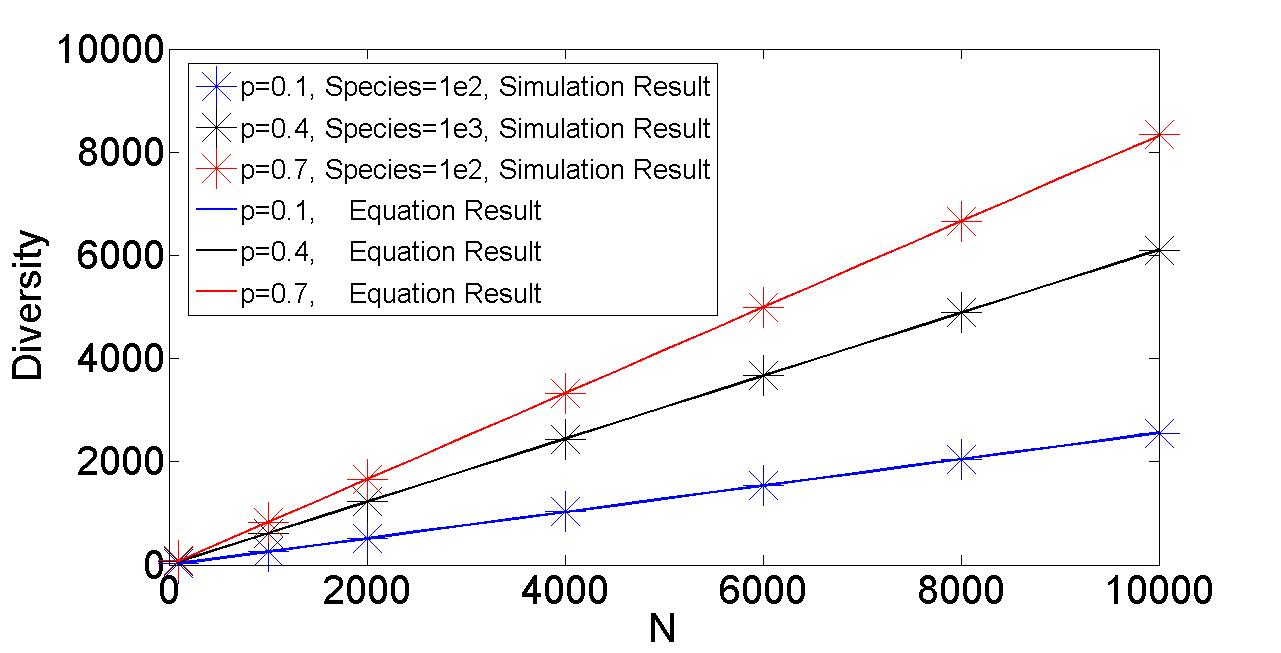 10000
8000
6000
4000
2000
0
Diversity
p=0.1, Species=1e2, Simulation Result
p=0.4, Species=1e3, Simulation Result
p=0.7, Species=1e2, Simulation Result
p=0.1, Equation Result
p=0.4, Equation Result
p=0.7, Equation Result
0 2000 4000 6000 8000 10000
N